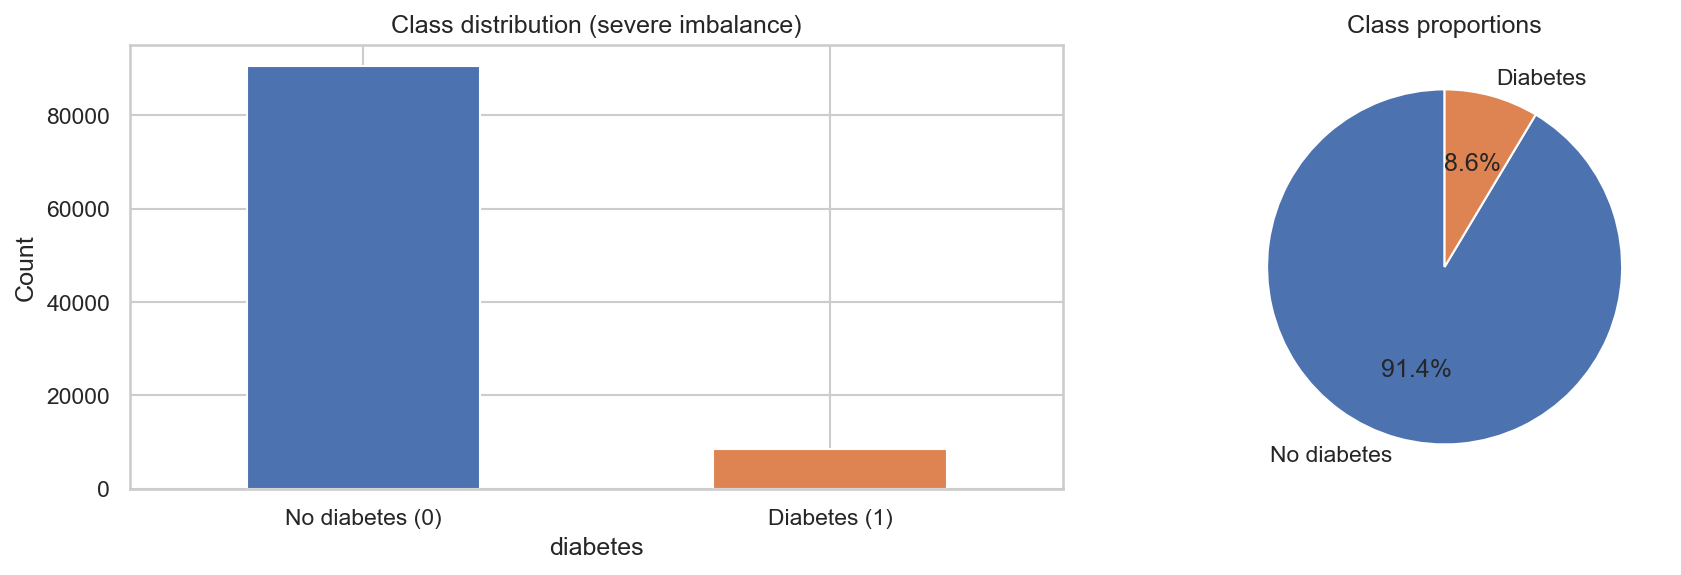 Class distribution (severe imbalance)
Count
80000
60000
40000
20000
0
No diabetes (0)
Diabetes (1)
diabetes
Class proportions
Diabetes
8.6%
91.4%
No diabetes